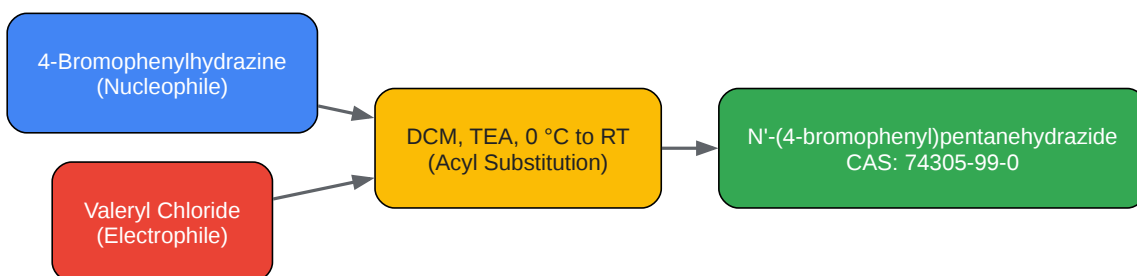 4-Bromophenylhydrazine
(Nucleophile)
Valeryl Chloride
(Electrophile)
DCM, TEA, 0 °C to RT
(Acyl Substitution)
N'-(4-bromophenyl)pentanehydrazide
CAS: 74305-99-0